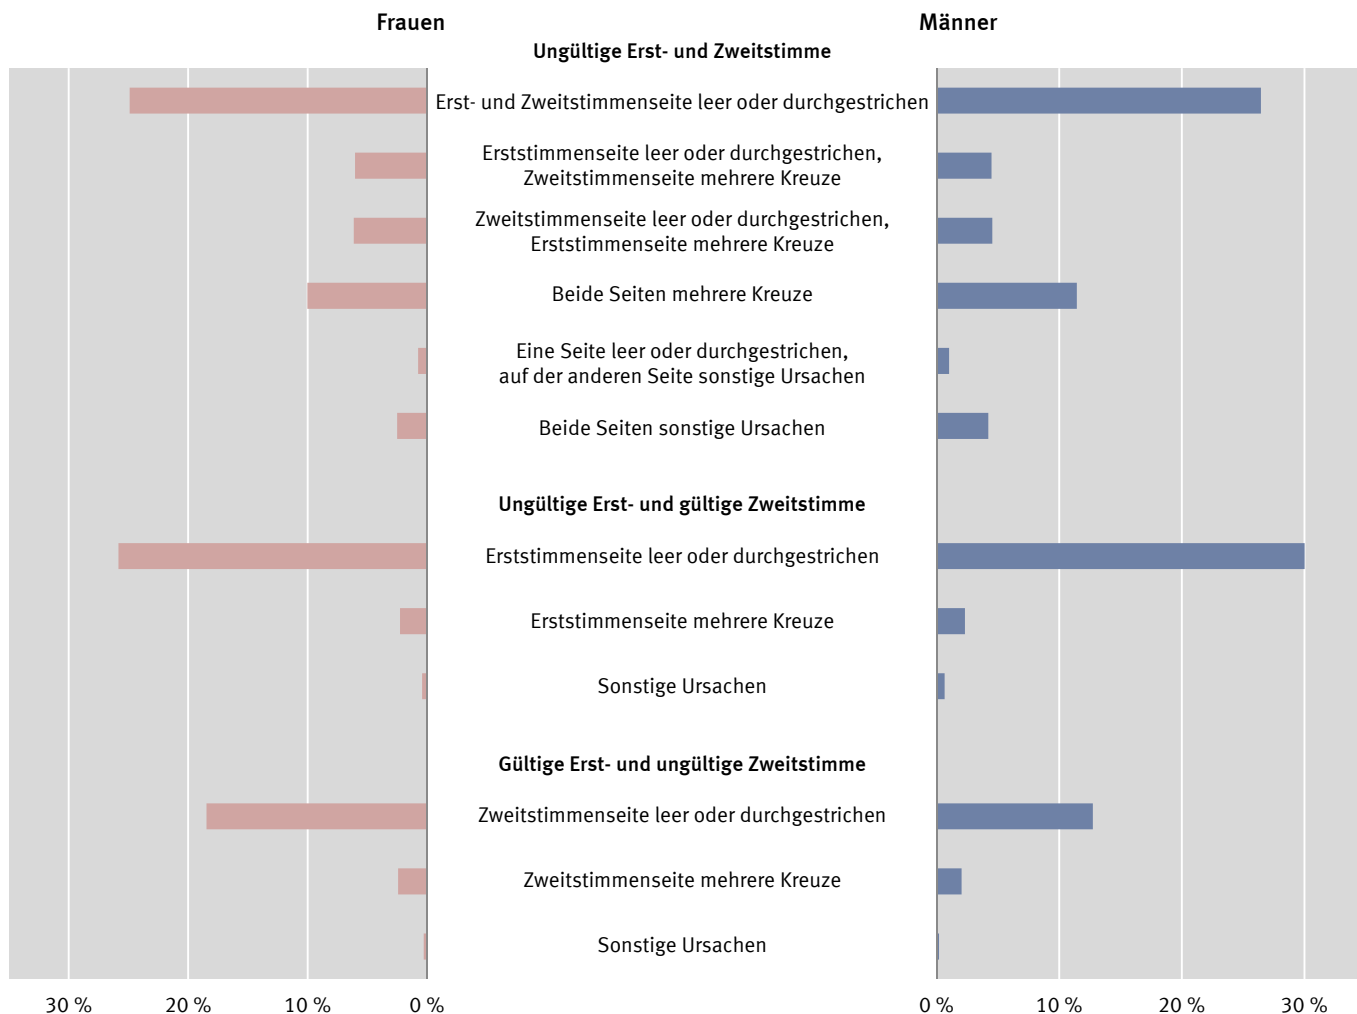 Frauen
Männer
Ungültige Erst- und Zweitstimme
Erst- und Zweitstimmenseite leer oder durchgestrichen
Erststimmenseite leer oder durchgestrichen,
Zweitstimmenseite mehrere Kreuze
Zweitstimmenseite leer oder durchgestrichen,
Erststimmenseite mehrere Kreuze
Beide Seiten mehrere Kreuze
Eine Seite leer oder durchgestrichen,
auf der anderen Seite sonstige Ursachen
Beide Seiten sonstige Ursachen
Ungültige Erst- und gültige Zweitstimme
Erststimmenseite leer oder durchgestrichen
Erststimmenseite mehrere Kreuze
Sonstige Ursachen
Gültige Erst- und ungültige Zweitstimme
Zweitstimmenseite leer oder durchgestrichen
Zweitstimmenseite mehrere Kreuze
Sonstige Ursachen
30 % 20 % 10 % 0 % 0 % 10 % 20 % 30 %